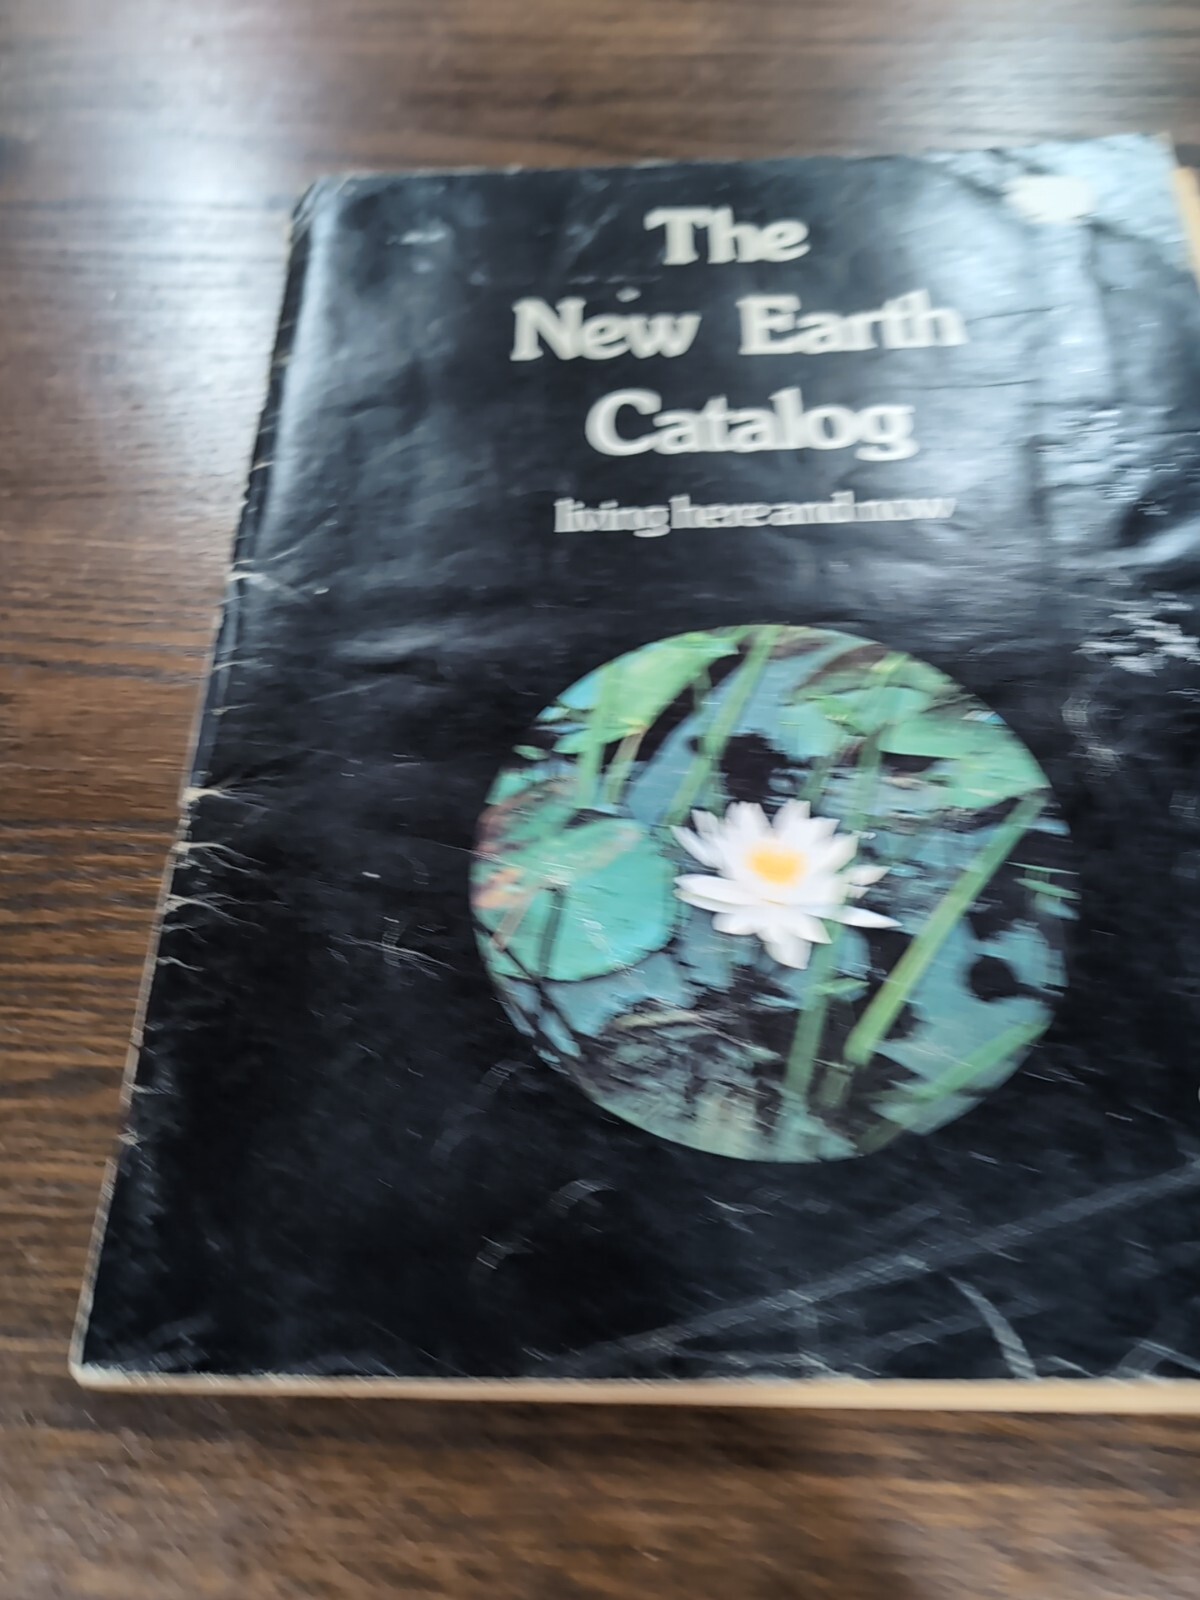 The
New Earth
Catalog
living here and now